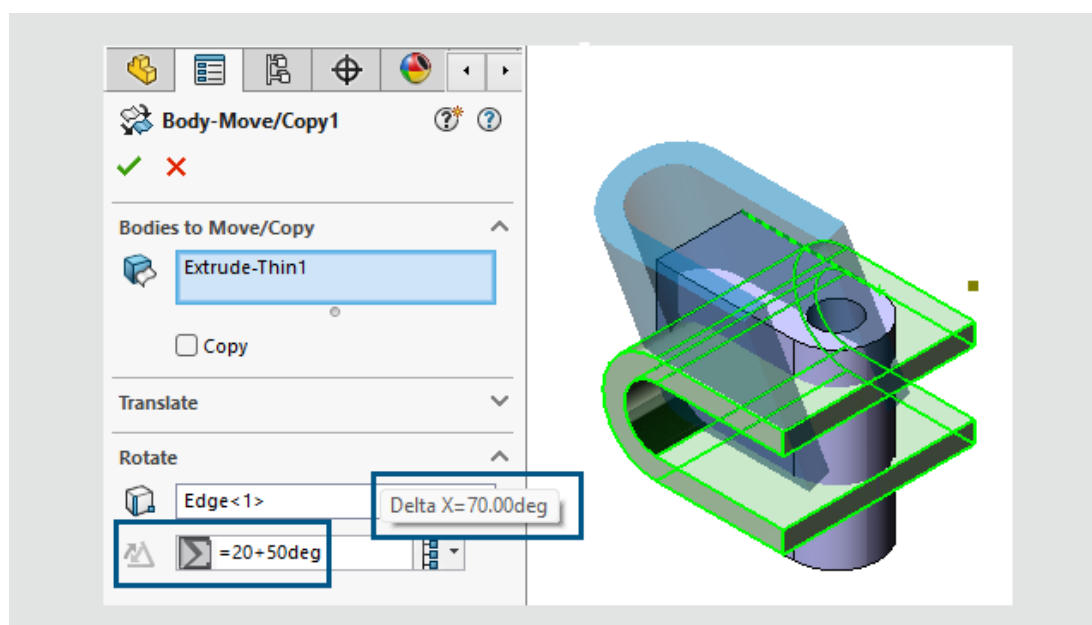 Body-Move/Copy1
Bodies to Move/Copy
Extrude-Thin1
Copy
Translate
Rotate
Edge<1>
Delta X=70.00deg
=20+50deg